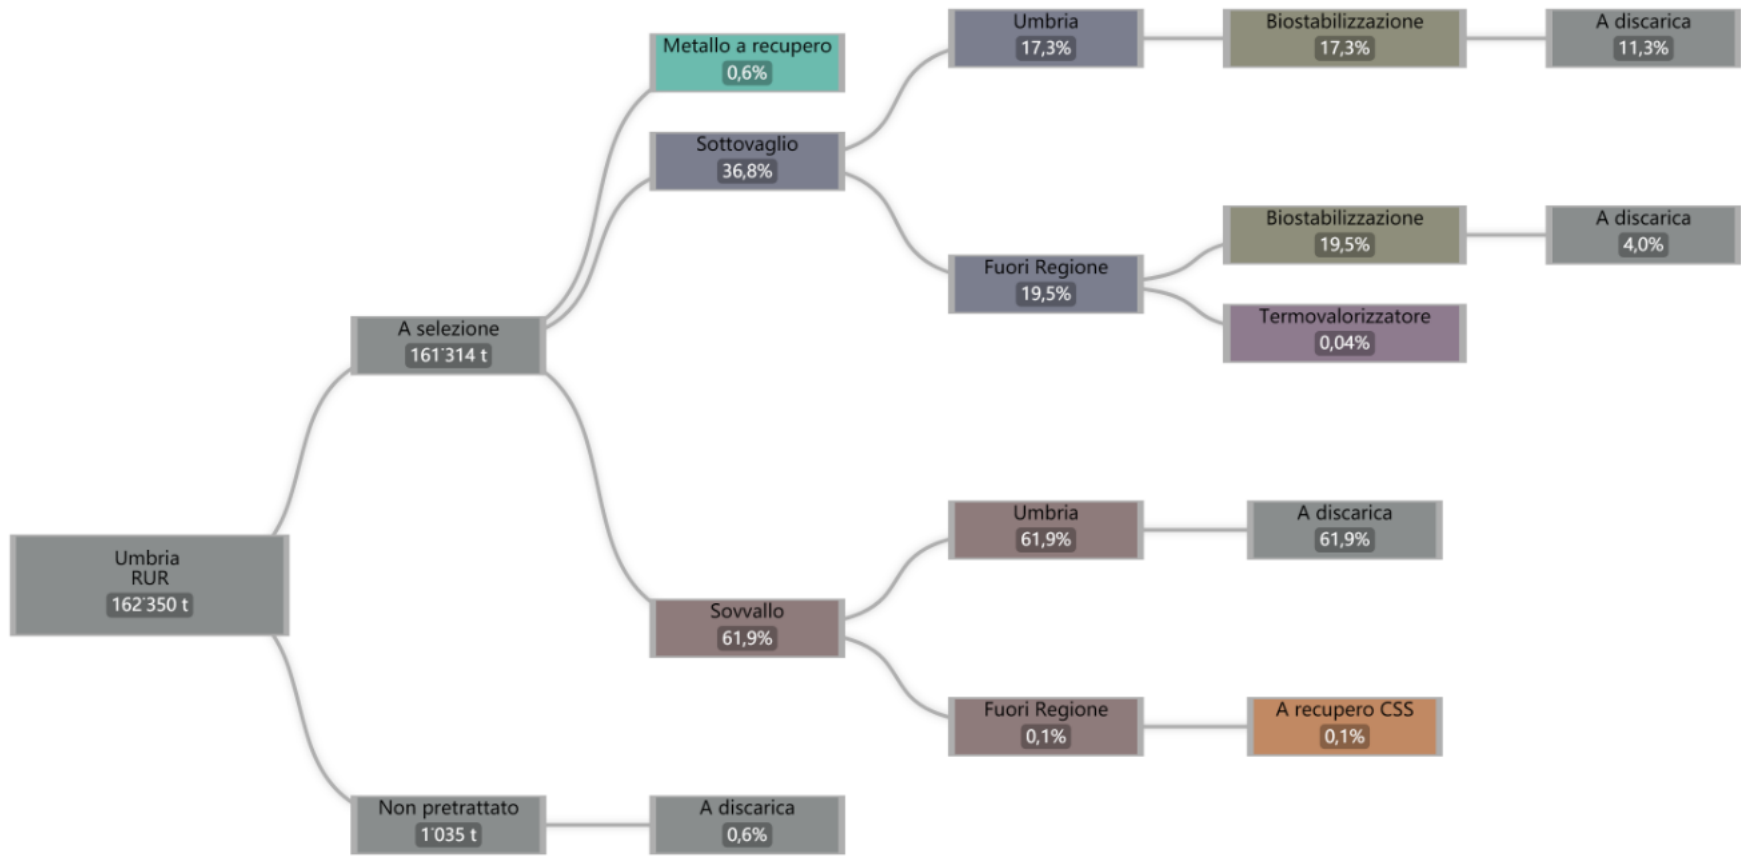 Umbria
17,3%
Biostabilizzazione
17,3%
A discarica
11,3%
Metallo a recupero
0,6%
Sottovaglio
36,8%
Biostabilizzazione
19,5%
A discarica
4,0%
Fuori Regione
19,5%
Termovalorizzatore
0,04%
A selezione
161'314 t
Umbria
61,9%
A discarica
61,9%
Umbria
RUR
162'350 t
Sovvallo
61,9%
Fuori Regione
0,1%
A recupero CSS
0,1%
Non pretrattato
1'035 t
A discarica
0,6%